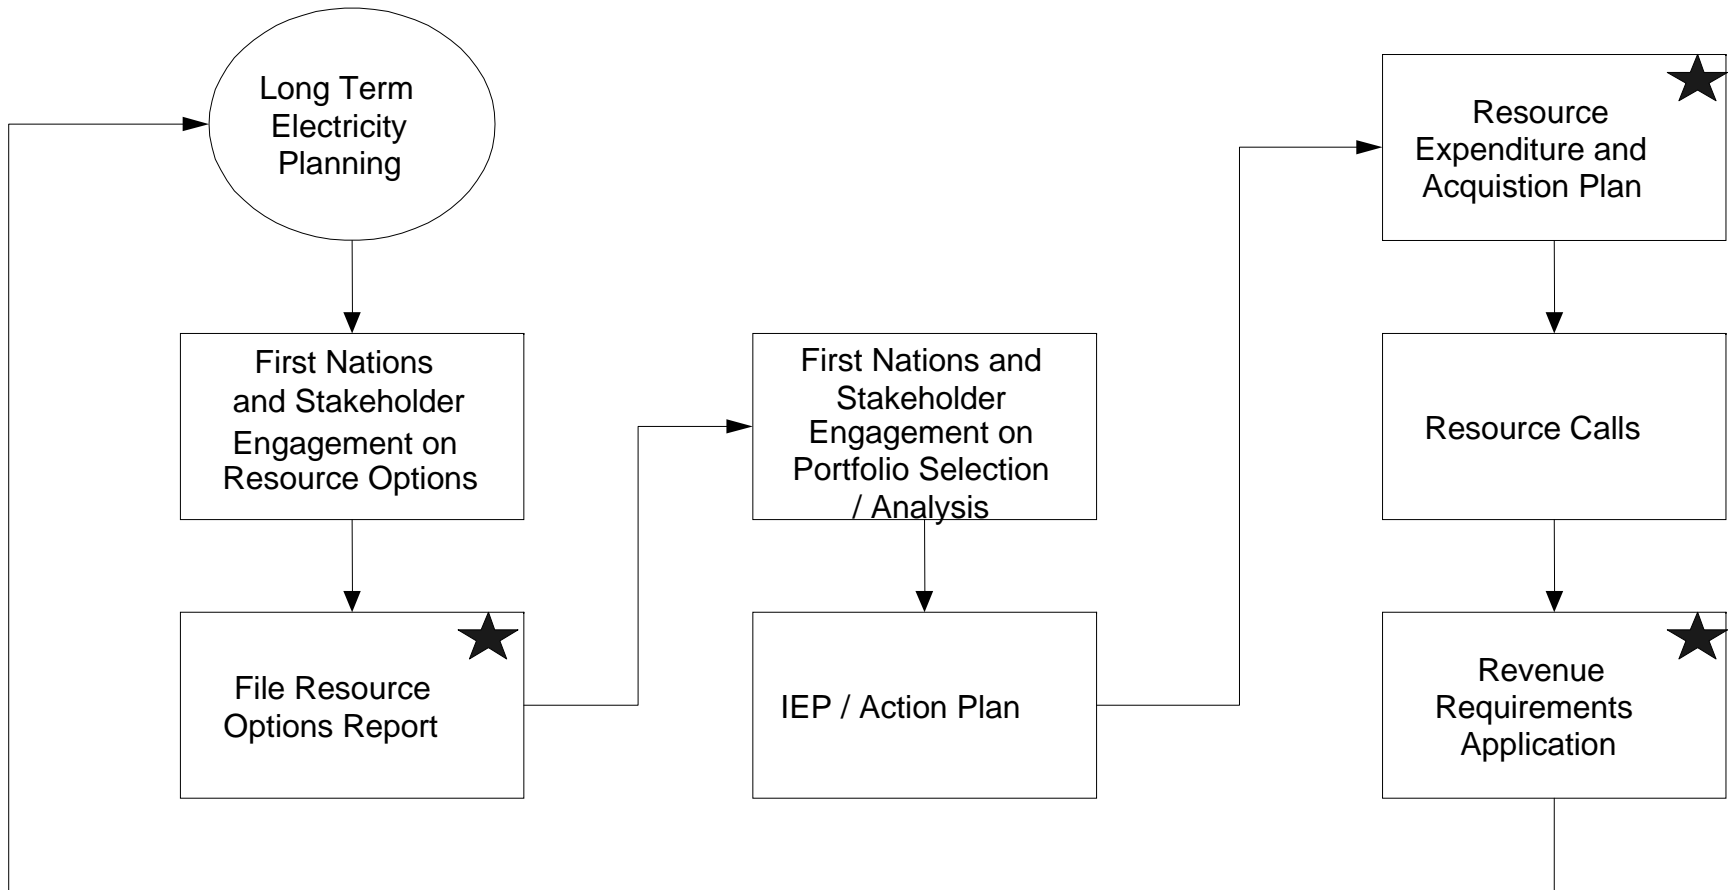 Long Term
Electricity
Planning
First Nations
and Stakeholder
Engagement on
Resource Options
File Resource
Options Report
First Nations and
Stakeholder
Engagement on
Portfolio Selection
/ Analysis
IEP / Action Plan
Resource
Expenditure and
Acquistion Plan
Resource Calls
Revenue
Requirements
Application